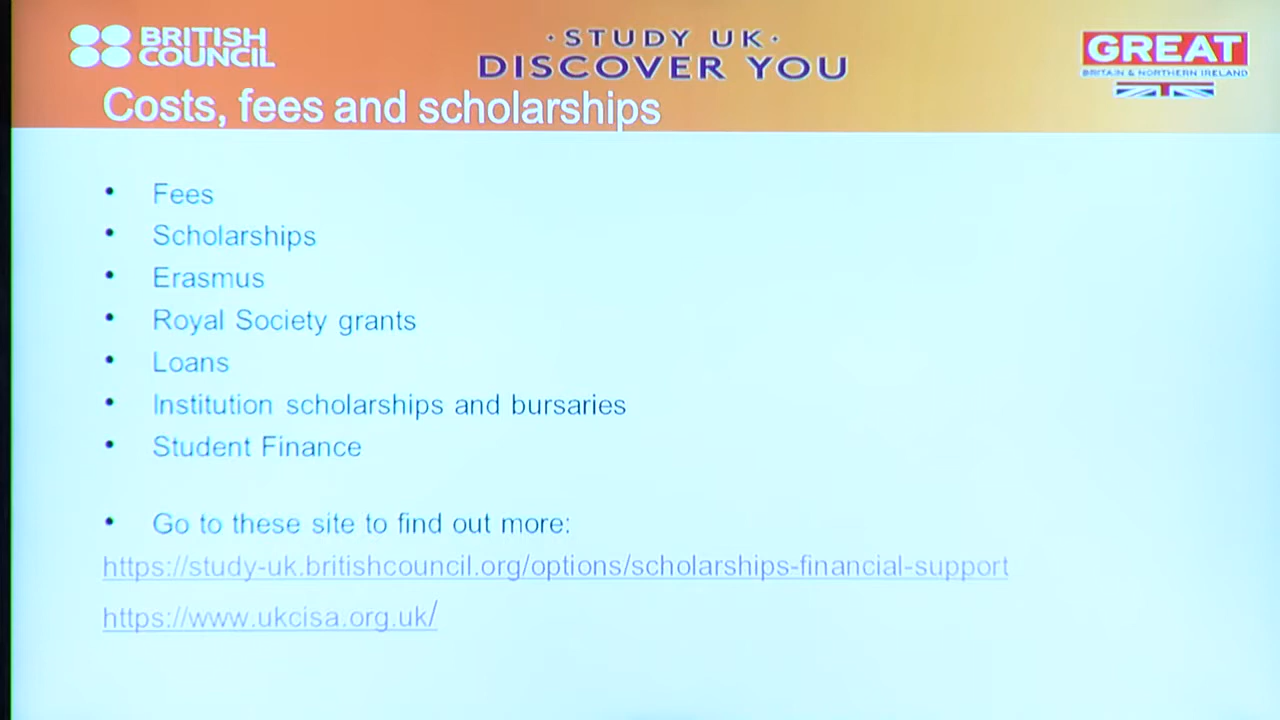 BRITISH
COUNCIL
· STUDY UK ·
DISCOVER YOU
GREAT
BRITAIN & NORTHERN IRELAND
Costs, fees and scholarships
• Fees
• Scholarships
• Erasmus
• Royal Society grants
• Loans
• Institution scholarships and bursaries
• Student Finance
• Go to these site to find out more:
https://study-uk.britishcouncil.org/options/scholarships-financial-support
https://www.ukcisa.org.uk/